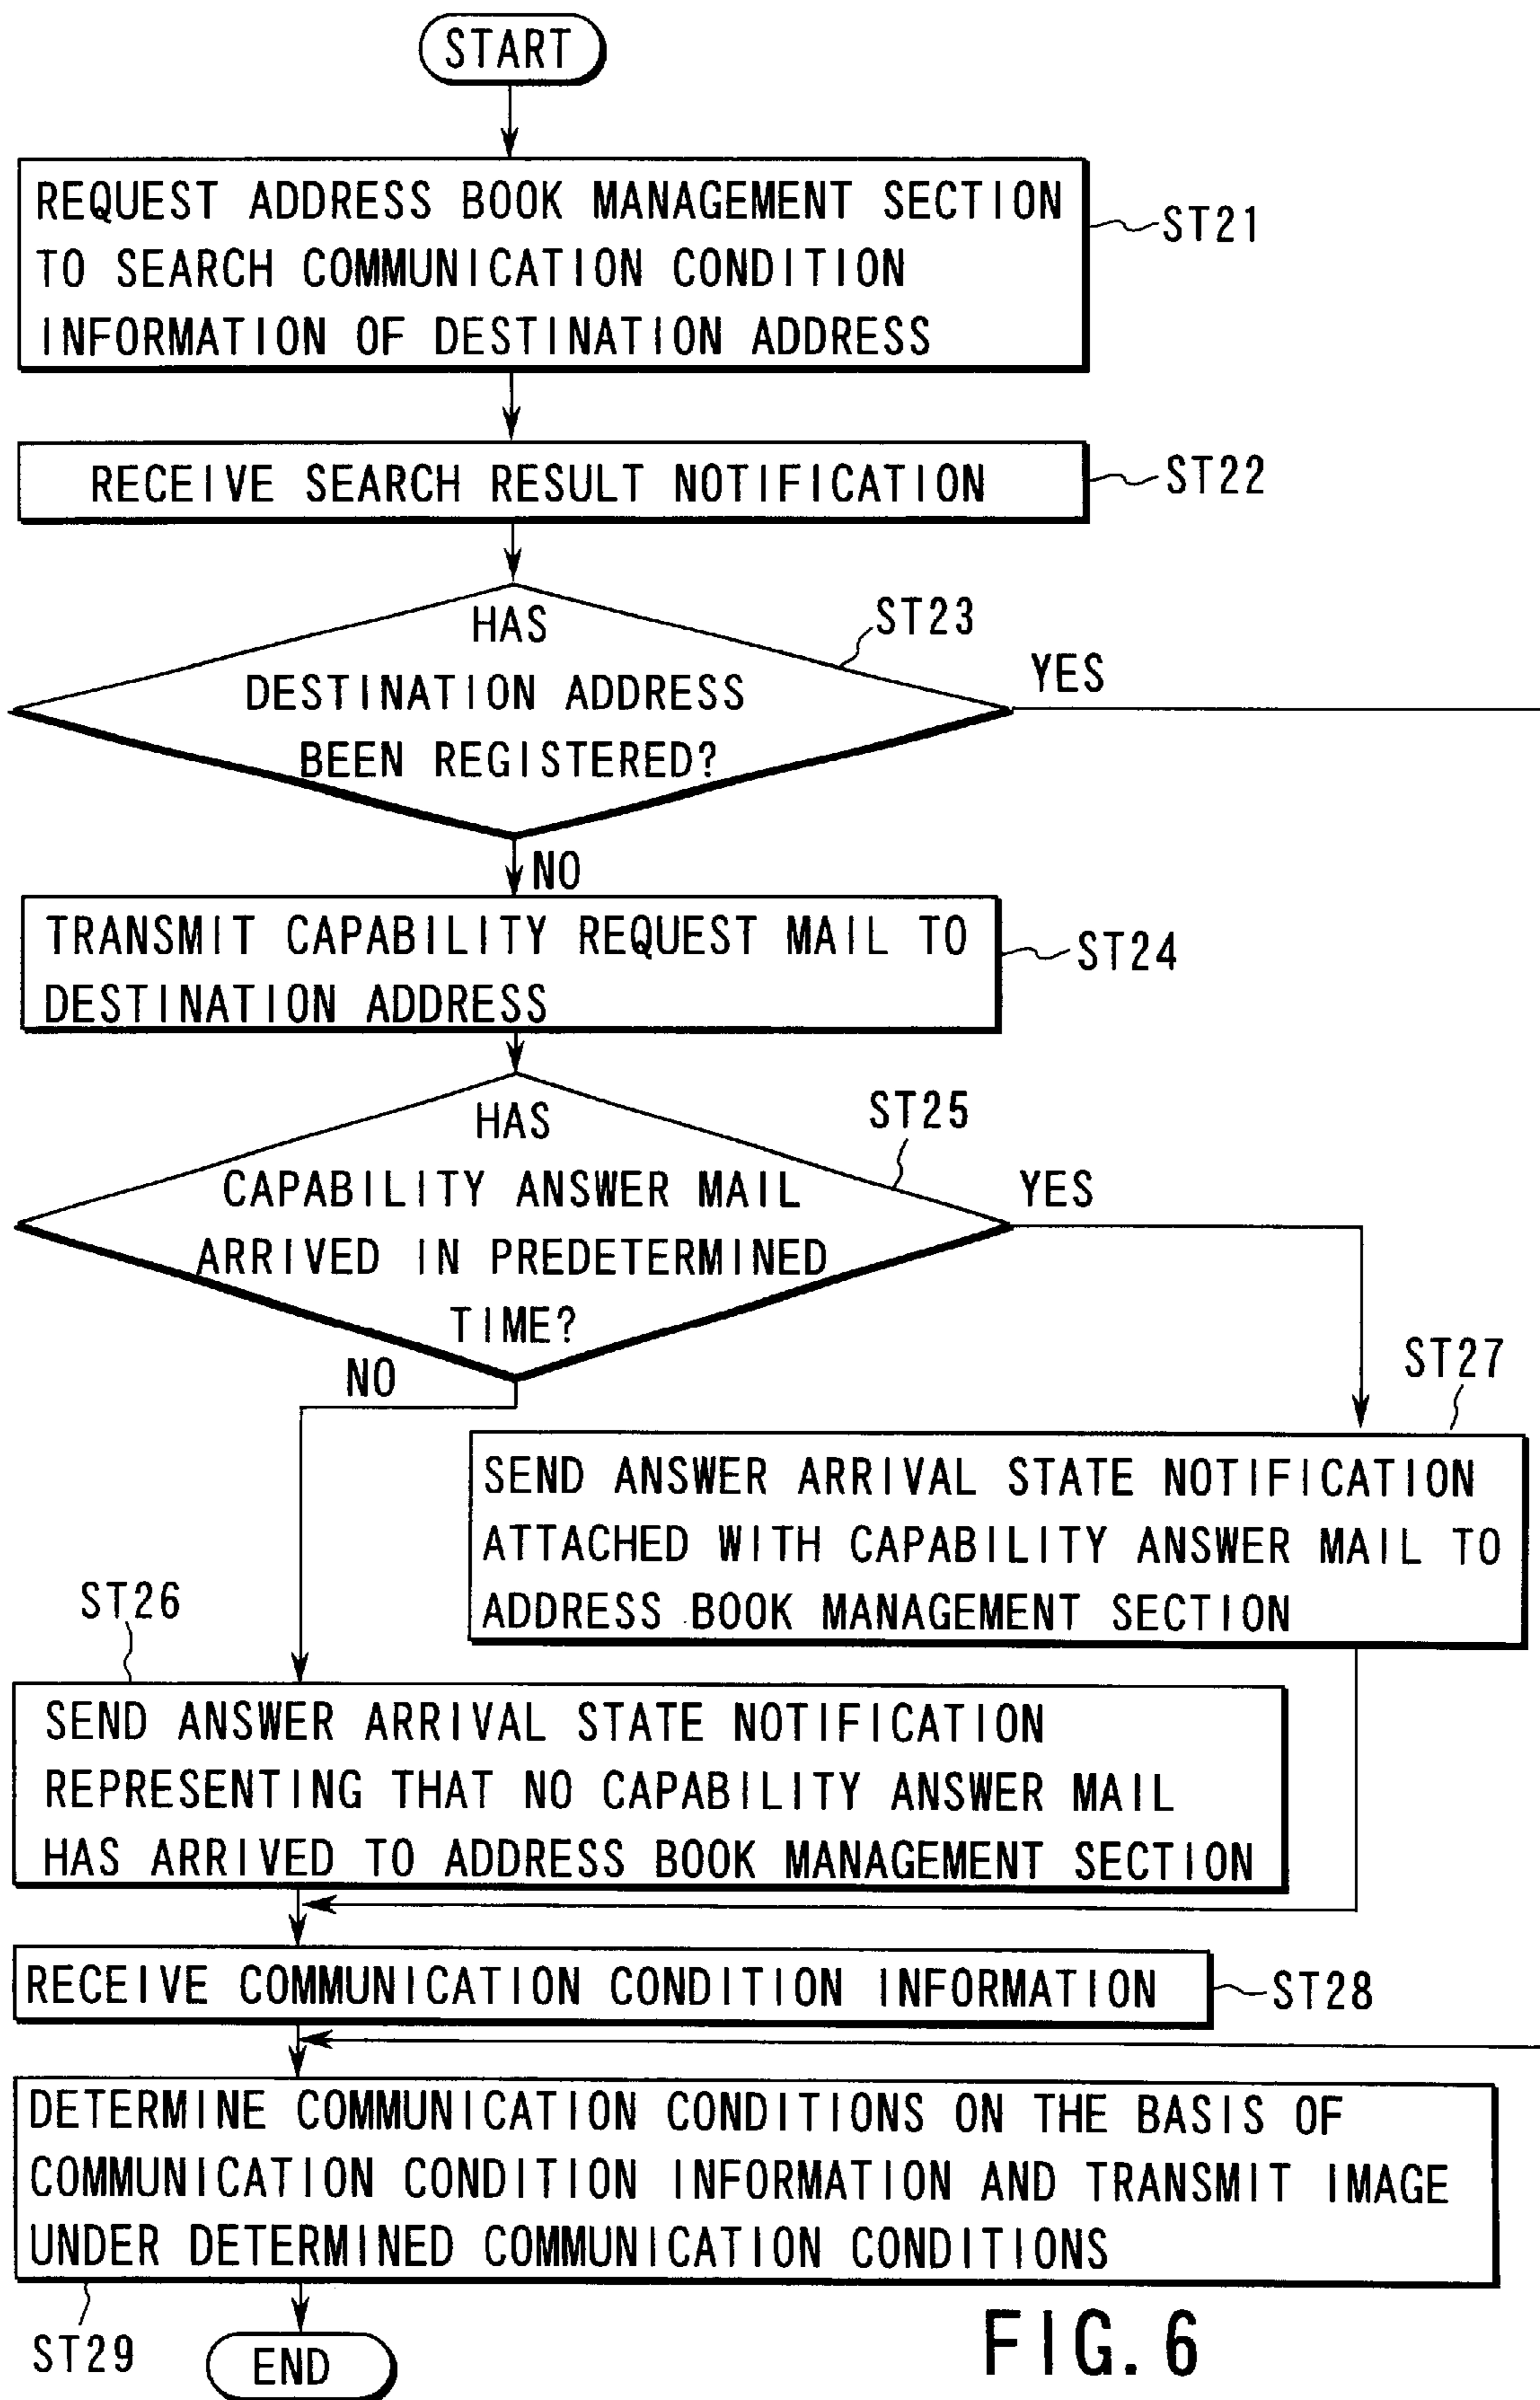 START
REQUEST ADDRESS BOOK MANAGEMENT SECTION
TO SEARCH COMMUNICATION CONDITION
INFORMATION OF DESTINATION ADDRESS
ST21
RECEIVE SEARCH RESULT NOTIFICATION
ST22
HAS
DESTINATION ADDRESS
BEEN REGISTERED?
ST23
YES
NO
TRANSMIT CAPABILITY REQUEST MAIL TO
DESTINATION ADDRESS
ST24
HAS
CAPABILITY ANSWER MAIL
ARRIVED IN PREDETERMINED
TIME?
ST25
YES
NO
ST27
SEND ANSWER ARRIVAL STATE NOTIFICATION
ATTACHED WITH CAPABILITY ANSWER MAIL TO
ADDRESS BOOK MANAGEMENT SECTION
ST26
SEND ANSWER ARRIVAL STATE NOTIFICATION
REPRESENTING THAT NO CAPABILITY ANSWER MAIL
HAS ARRIVED TO ADDRESS BOOK MANAGEMENT SECTION
RECEIVE COMMUNICATION CONDITION INFORMATION
ST28
DETERMINE COMMUNICATION CONDITIONS ON THE BASIS OF
COMMUNICATION CONDITION INFORMATION AND TRANSMIT IMAGE
UNDER DETERMINED COMMUNICATION CONDITIONS
ST29
END
FIG. 6